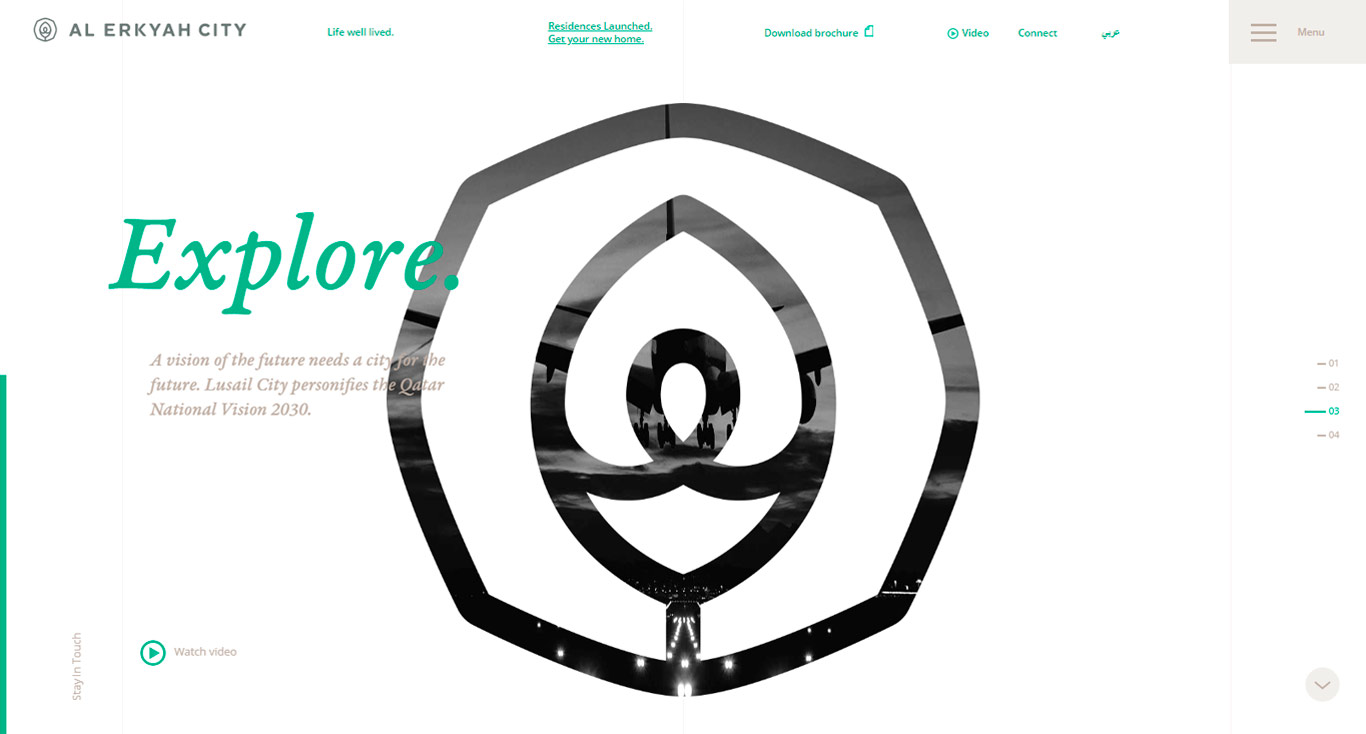 AL ERKYAH CITY
Life well lived.
Residences Launched.
Get your new home.
Download brochure
Video
Connect
عربي
Menu
Explore.
A vision of the future needs a city for the
future. Lusail City personifies the Qatar
National Vision 2030.
01
02
03
04
Stay In Touch
Watch video